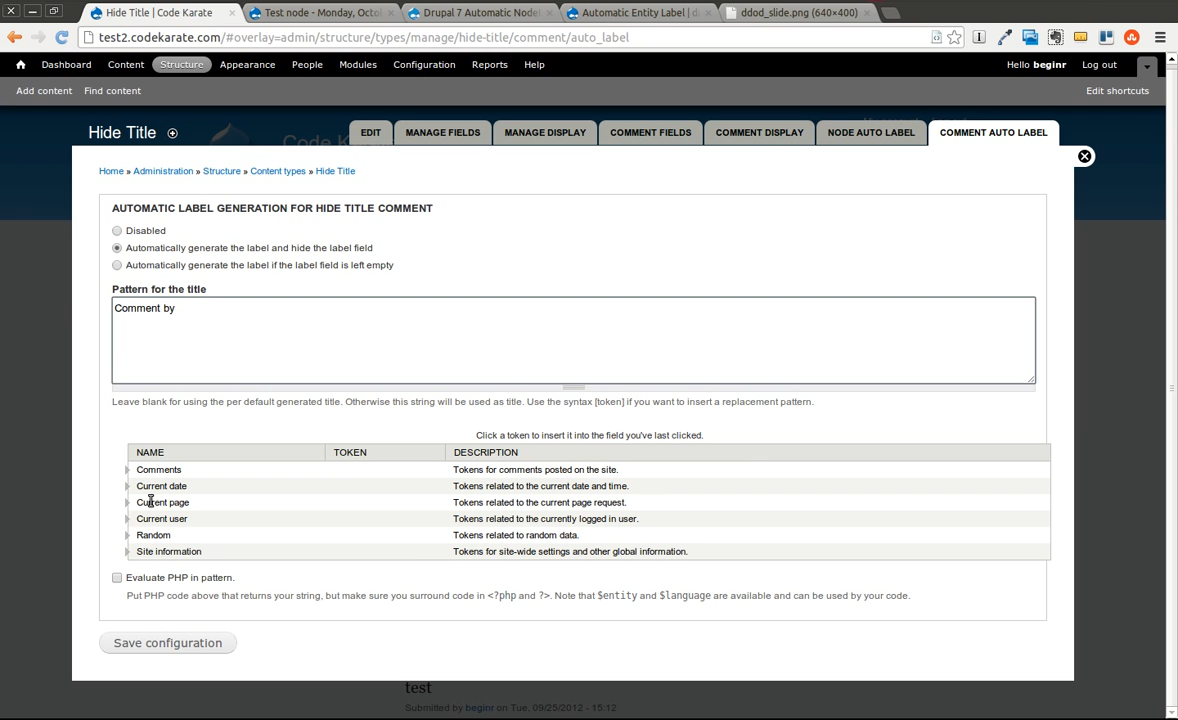 Hide Title | Code Karate
Test node - Monday, Octo
Drupal 7 Automatic Node
Automatic Entity Label | d
ddod_slide.png (640×400)
test2.codekarate.com/#overlay=admin/structure/types/manage/hide-title/comment/auto_label
Dashboard Content Structure Appearance People Modules Configuration Reports Help Hello beginr Log out
Add content Find content Edit shortcuts
Hide Title
EDIT MANAGE FIELDS MANAGE DISPLAY COMMENT FIELDS COMMENT DISPLAY NODE AUTO LABEL COMMENT AUTO LABEL
Home » Administration » Structure » Content types » Hide Title
AUTOMATIC LABEL GENERATION FOR HIDE TITLE COMMENT
Disabled
Automatically generate the label and hide the label field
Automatically generate the label if the label field is left empty
Pattern for the title
Comment by
Leave blank for using the per default generated title. Otherwise this string will be used as title. Use the syntax [token] if you want to insert a replacement pattern.
Click a token to insert it into the field you've last clicked.
NAME TOKEN DESCRIPTION
Comments Tokens for comments posted on the site.
Current date Tokens related to the current date and time.
Current page Tokens related to the current page request.
Current user Tokens related to the currently logged in user.
Random Tokens related to random data.
Site information Tokens for site-wide settings and other global information.
Evaluate PHP in pattern.
Put PHP code above that returns your string, but make sure you surround code in <?php and ?>. Note that $entity and $language are available and can be used by your code.
Save configuration
test
Submitted by beginr on Tue, 09/25/2012 - 15:12